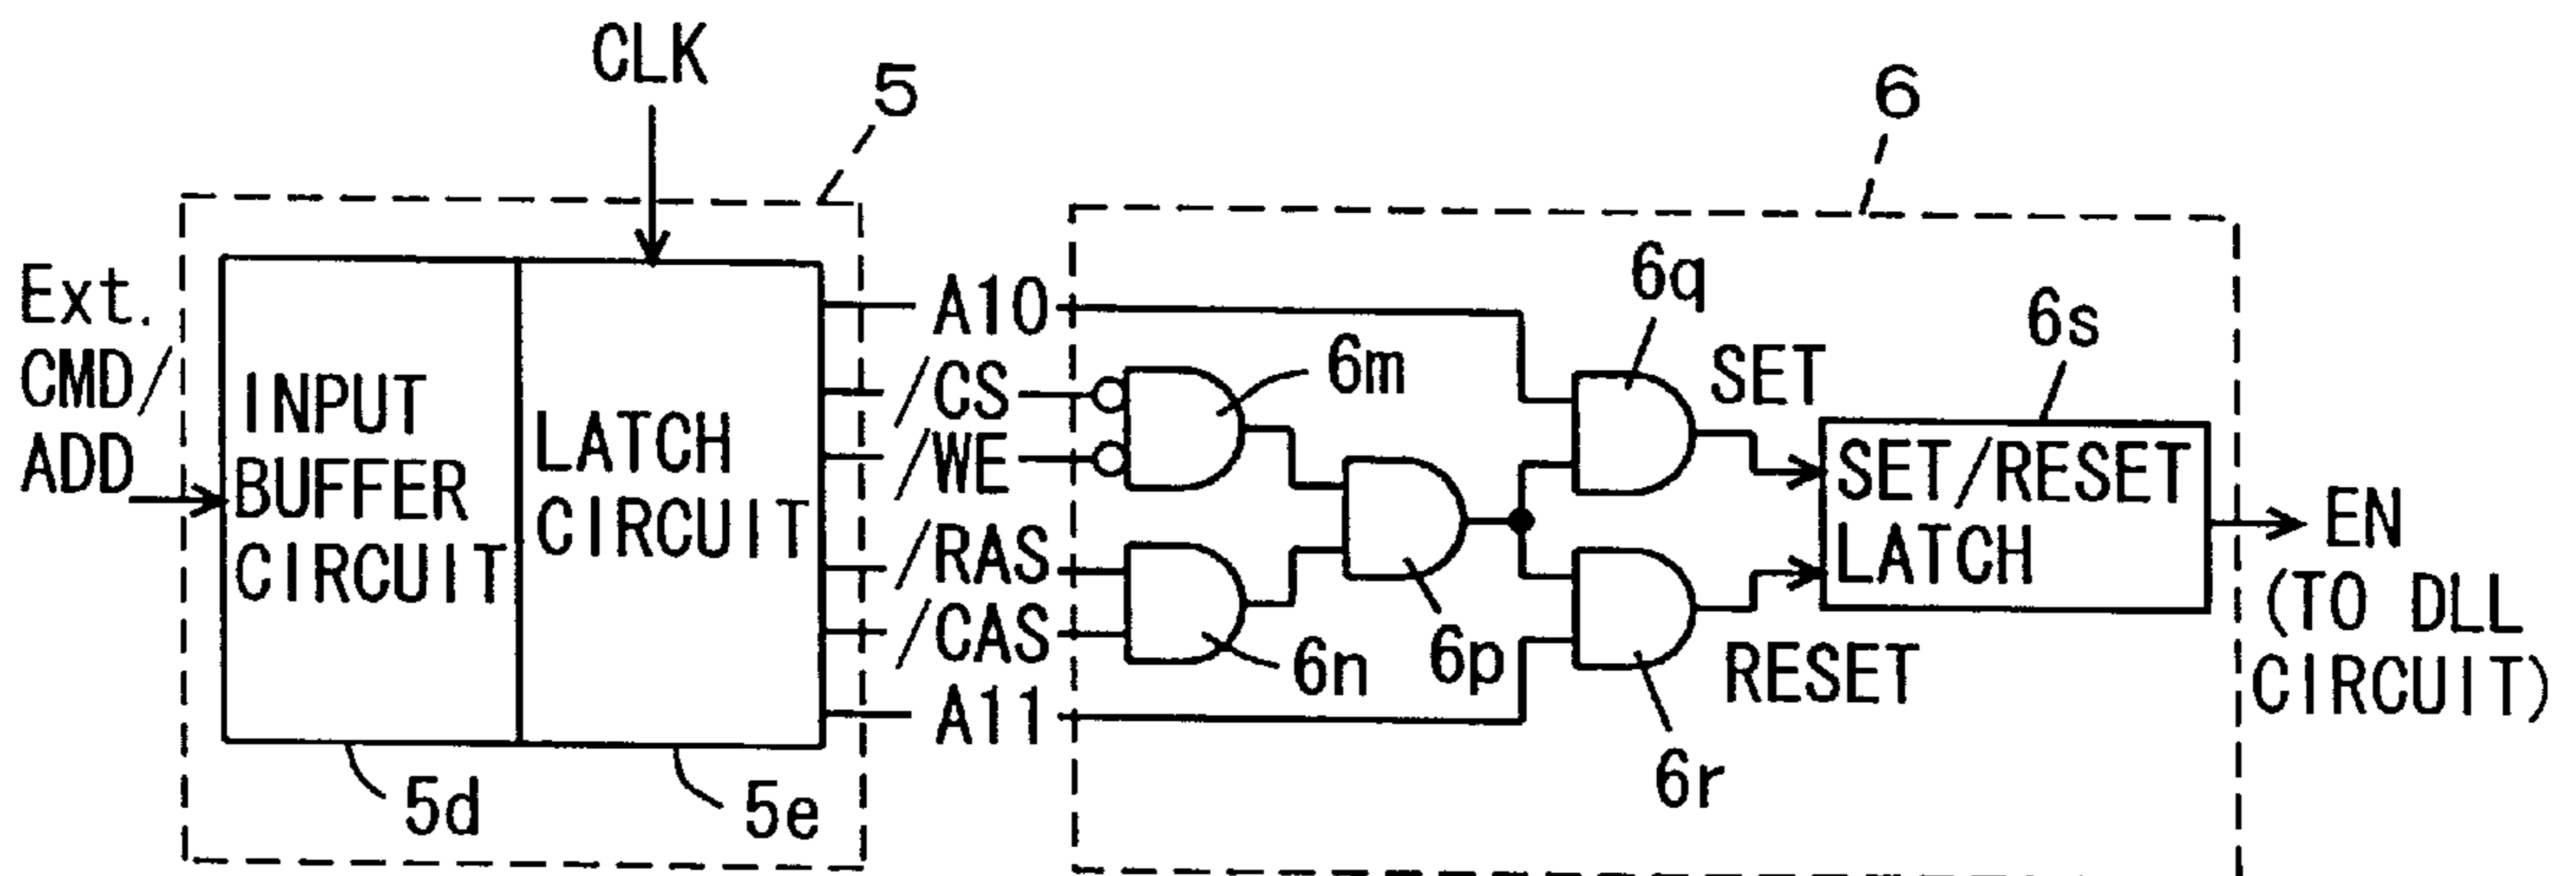 CLK
5
6
Ext.
CMD/
ADD
INPUT
BUFFER
CIRCUIT
LATCH
CIRCUIT
5d
5e
A10
/CS
/WE
/RAS
/CAS
A11
6m
6n
6p
6q
6r
SET
RESET
6s
SET/RESET
LATCH
EN
(TO DLL
CIRCUIT)